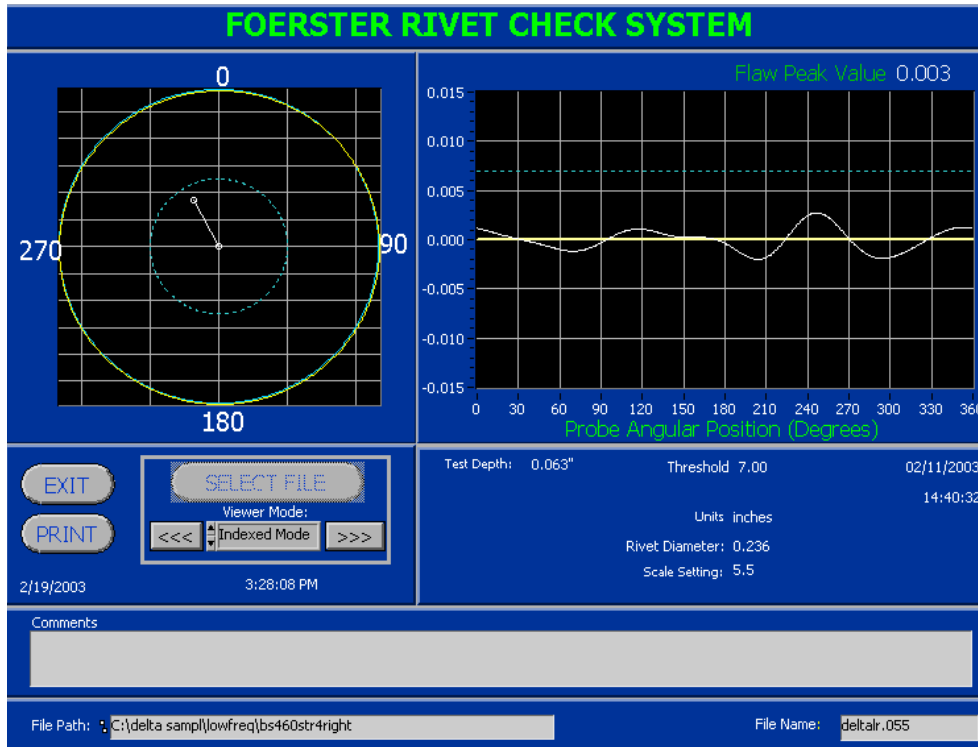 FOERSTER RIVET CHECK SYSTEM
0
270
90
180
Flaw Peak Value 0.003
0.015
0.010
0.005
0.000
-0.005
-0.010
-0.015
0 30 60 90 120 150 180 210 240 270 300 330 360
Probe Angular Position (Degrees)
EXIT
PRINT
SELECT FILE
Viewer Mode:
<<< Indexed Mode >>>
2/19/2003 3:28:08 PM
Test Depth: 0.063" Threshold 7.00 02/11/2003
14:40:32
Units inches
Rivet Diameter: 0.236
Scale Setting: 5.5
Comments
File Path: C:\delta sampl\lowfreq\bs460str4right
File Name: deltalr.055